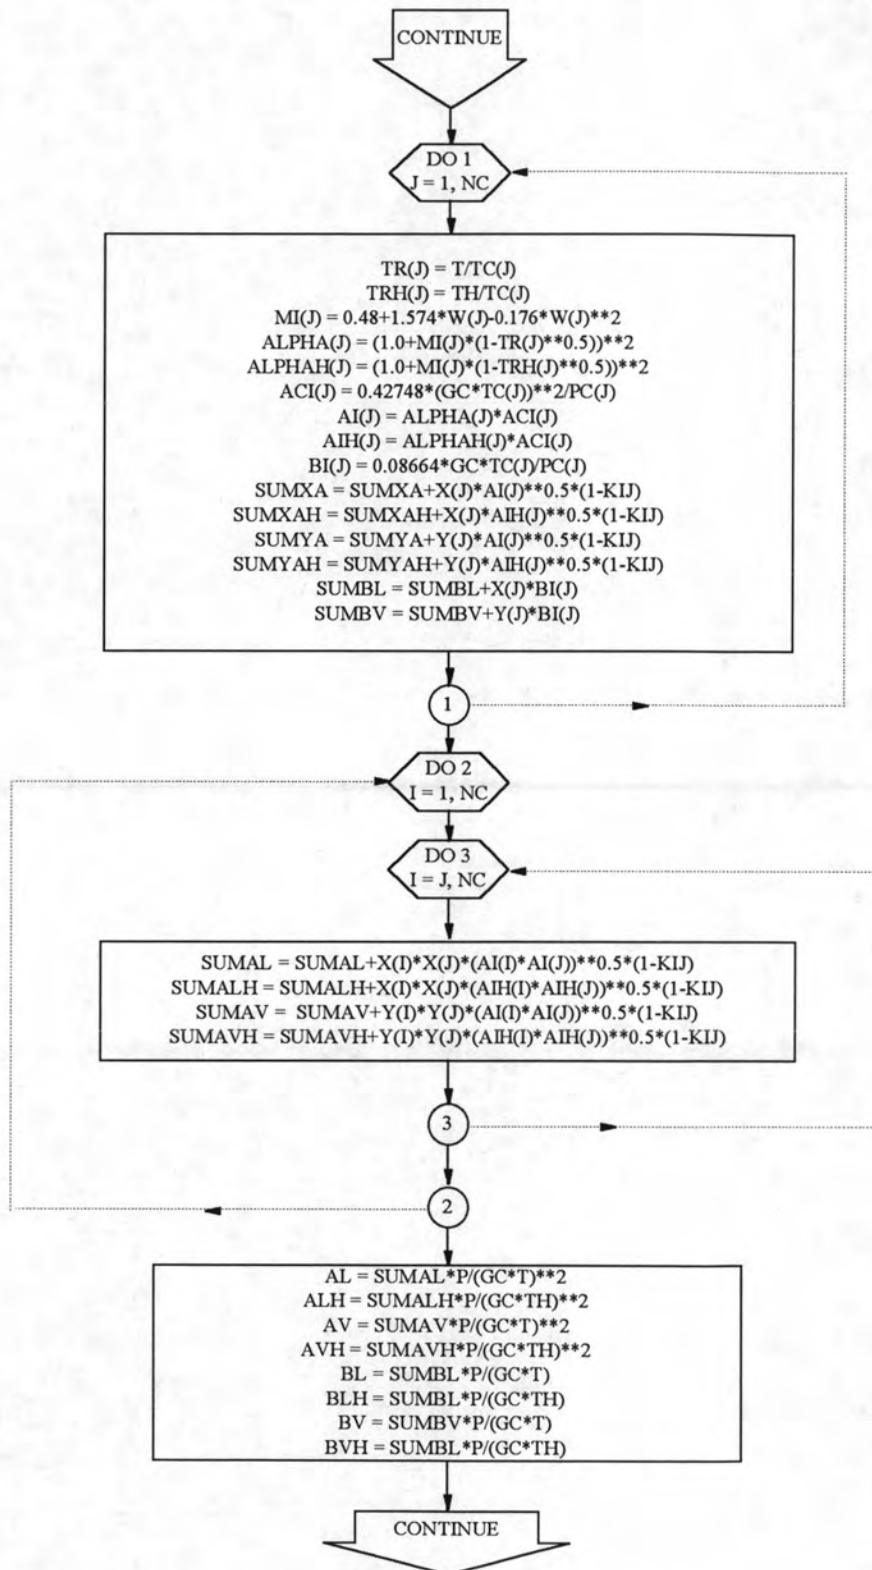 CONTINUE
DO 1
J = 1, NC
TR(J) = T/TC(J)
TRH(J) = TH/TC(J)
MI(J) = 0.48+1.574*W(J)-0.176*W(J)**2
ALPHA(J) = (1.0+MI(J)*(1-TR(J)**0.5))**2
ALPHAH(J) = (1.0+MI(J)*(1-TRH(J)**0.5))**2
ACI(J) = 0.42748*(GC*TC(J))**2/PC(J)
AI(J) = ALPHA(J)*ACI(J)
AIH(J) = ALPHAH(J)*ACI(J)
BI(J) = 0.08664*GC*TC(J)/PC(J)
SUMXA = SUMXA+X(J)*AI(J)**0.5*(1-KIJ)
SUMXAH = SUMXAH+X(J)*AIH(J)**0.5*(1-KIJ)
SUMYA = SUMYA+Y(J)*AI(J)**0.5*(1-KIJ)
SUMYAH = SUMYAH+Y(J)*AIH(J)**0.5*(1-KIJ)
SUMBL = SUMBL+X(J)*BI(J)
SUMBV = SUMBV+Y(J)*BI(J)
1
DO 2
I = 1, NC
DO 3
I = J, NC
SUMAL = SUMAL+X(I)*X(J)*(AI(I)*AI(J))**0.5*(1-KIJ)
SUMALH = SUMALH+X(I)*X(J)*(AIH(I)*AIH(J))**0.5*(1-KIJ)
SUMAV = SUMAV+Y(I)*Y(J)*(AI(I)*AI(J))**0.5*(1-KIJ)
SUMAVH = SUMAVH+Y(I)*Y(J)*(AIH(I)*AIH(J))**0.5*(1-KIJ)
3
2
AL = SUMAL*P/(GC*T)**2
ALH = SUMALH*P/(GC*TH)**2
AV = SUMAV*P/(GC*T)**2
AVH = SUMAVH*P/(GC*TH)**2
BL = SUMBL*P/(GC*T)
BLH = SUMBL*P/(GC*TH)
BV = SUMBV*P/(GC*T)
BVH = SUMBL*P/(GC*TH)
CONTINUE